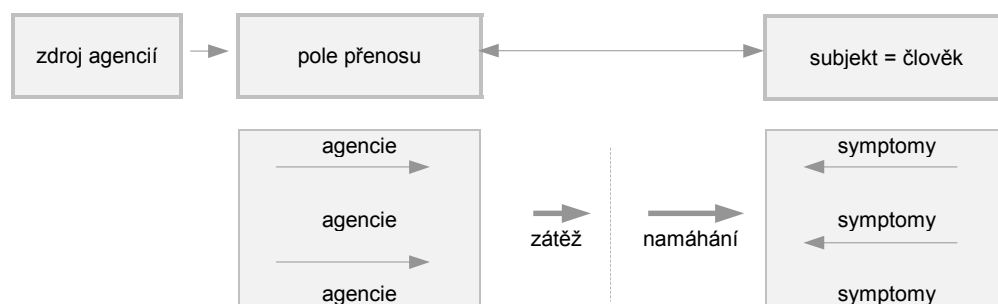 zdroj agencií
pole přenosu
subjekt = člověk
agencie
symptomy
agencie
zátěž
namáhání
symptomy
agencie
symptomy